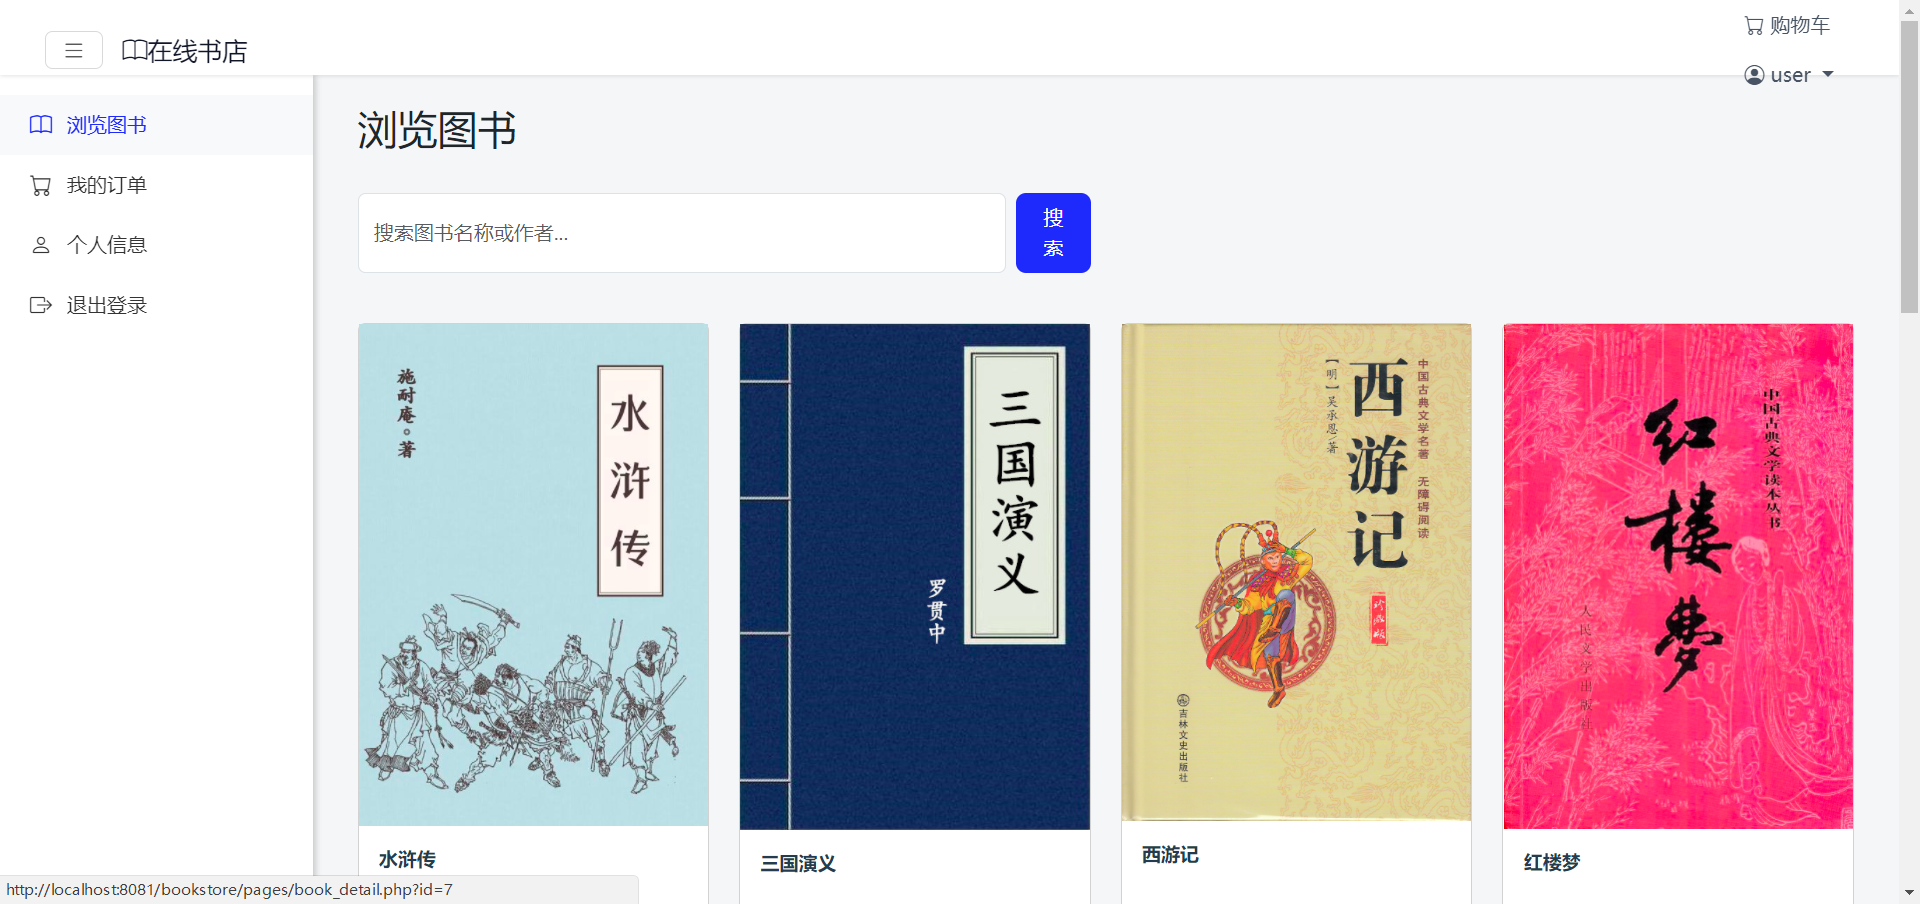 在线书店
购物车
user
浏览图书
我的订单
个人信息
退出登录
浏览图书
搜索图书名称或作者...
搜
索
施耐庵。著
水浒传
三国演义
罗贯中
中国古典文学名著 无障碍阅读
西游记
【明】吴承恩/著
珍藏版
吉林文史出版社
中国古典文学读本丛书
红楼梦
人民文学出版社
水浒传
三国演义
西游记
红楼梦
http://localhost:8081/bookstore/pages/book_detail.php?id=7